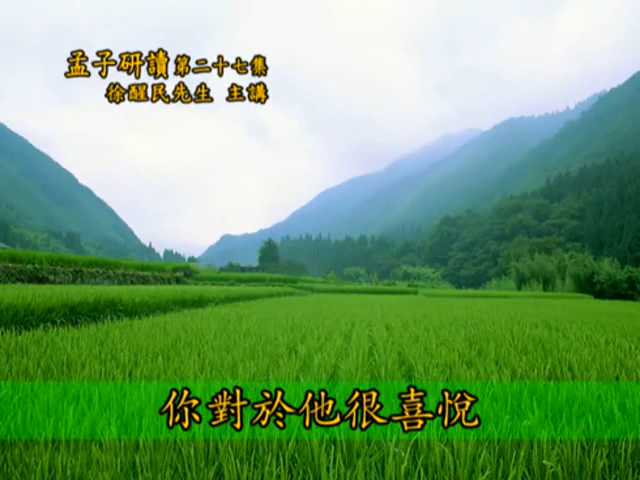 孟子研讀 第二十七集
徐醒民先生 主講
你對於他很喜悅